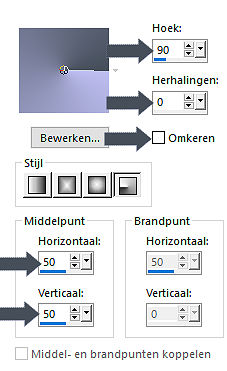 Hoek:
90
Herhalingen:
0
Bewerken...
Omkeren
Stijl
Middelpunt
Horizontaal:
50
Verticaal:
50
Brandpunt
Horizontaal:
50
Verticaal:
0
Middel- en brandpunten koppelen